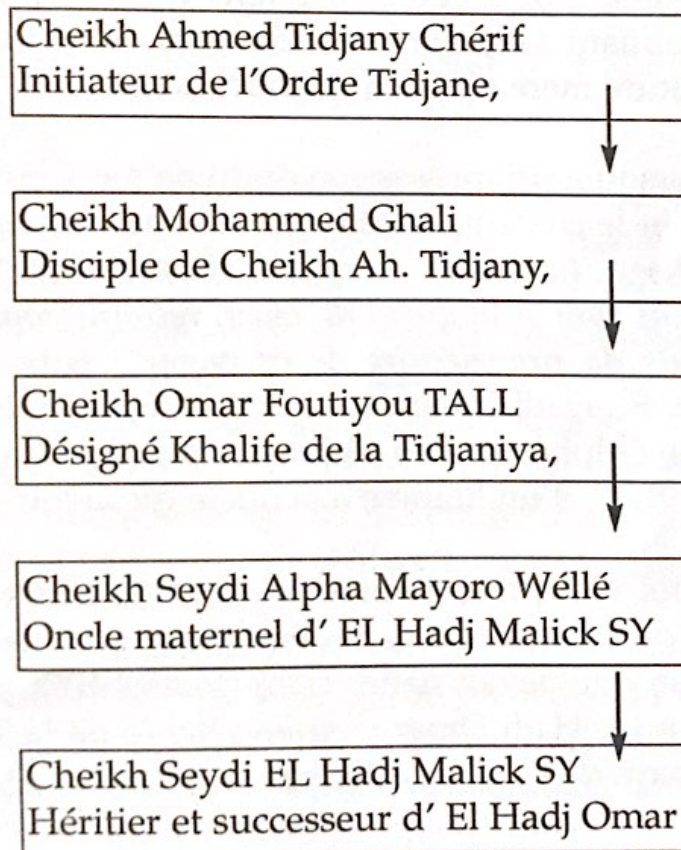 Cheikh Ahmed Tidjany Chérif
Initiateur de l'Ordre Tidjane,
Cheikh Mohammed Ghali
Disciple de Cheikh Ah. Tidjany,
Cheikh Omar Foutiyou TALL
Désigné Khalife de la Tidjaniya,
Cheikh Seydi Alpha Mayoro Wéllé
Oncle maternel d' EL Hadj Malick SY
Cheikh Seydi EL Hadj Malick SY
Héritier et successeur d' El Hadj Omar